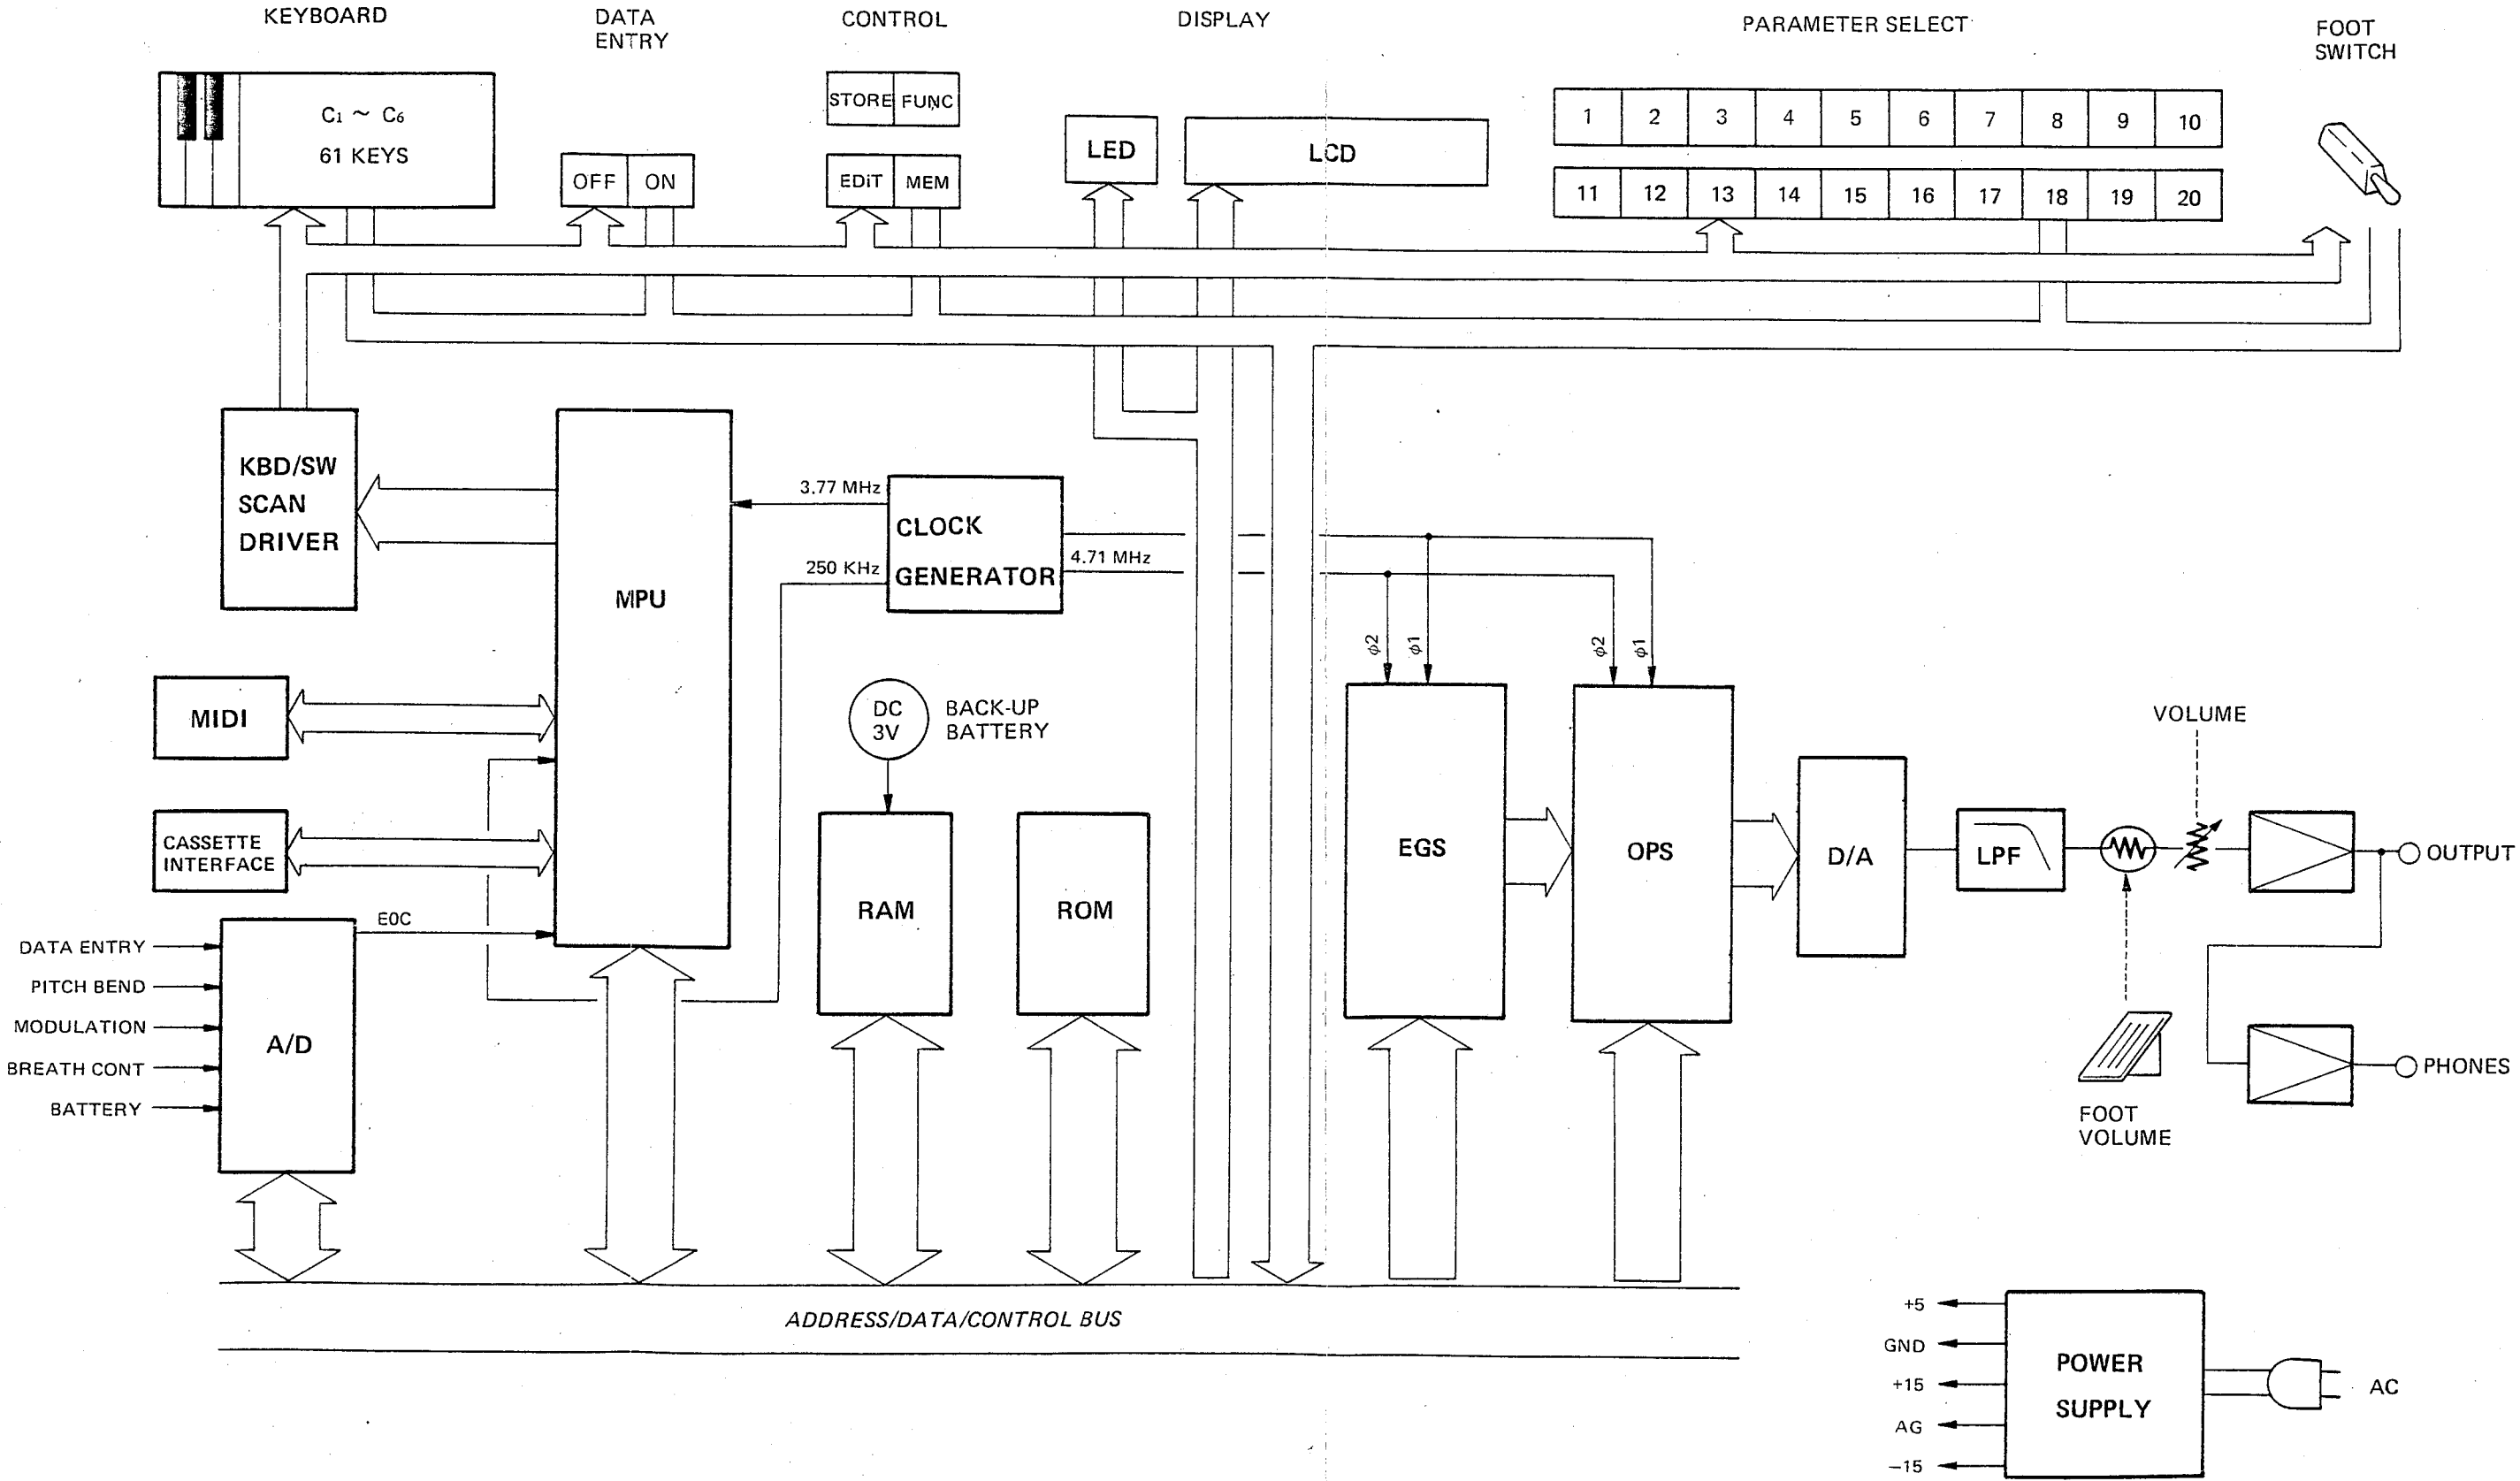 KEYBOARD
DATA
ENTRY
CONTROL
DISPLAY
PARAMETER SELECT
FOOT
SWITCH
C1 ~ C6
61 KEYS
OFF
ON
STORE
FUNC
EDiT
MEM
LED
LCD
1
2
3
4
5
6
7
8
9
10
11
12
13
14
15
16
17
18
19
20
KBD/SW
SCAN
DRIVER
MPU
3.77 MHz
250 KHz
CLOCK
GENERATOR
4.71 MHz
φ2
φ1
φ2
φ1
MIDI
DC
3V
BACK-UP
BATTERY
VOLUME
CASSETTE
INTERFACE
RAM
ROM
EGS
OPS
D/A
LPF
OUTPUT
EOC
DATA ENTRY
PITCH BEND
MODULATION
BREATH CONT
BATTERY
A/D
PHONES
FOOT
VOLUME
ADDRESS/DATA/CONTROL BUS
+5
GND
+15
AG
−15
POWER
SUPPLY
AC